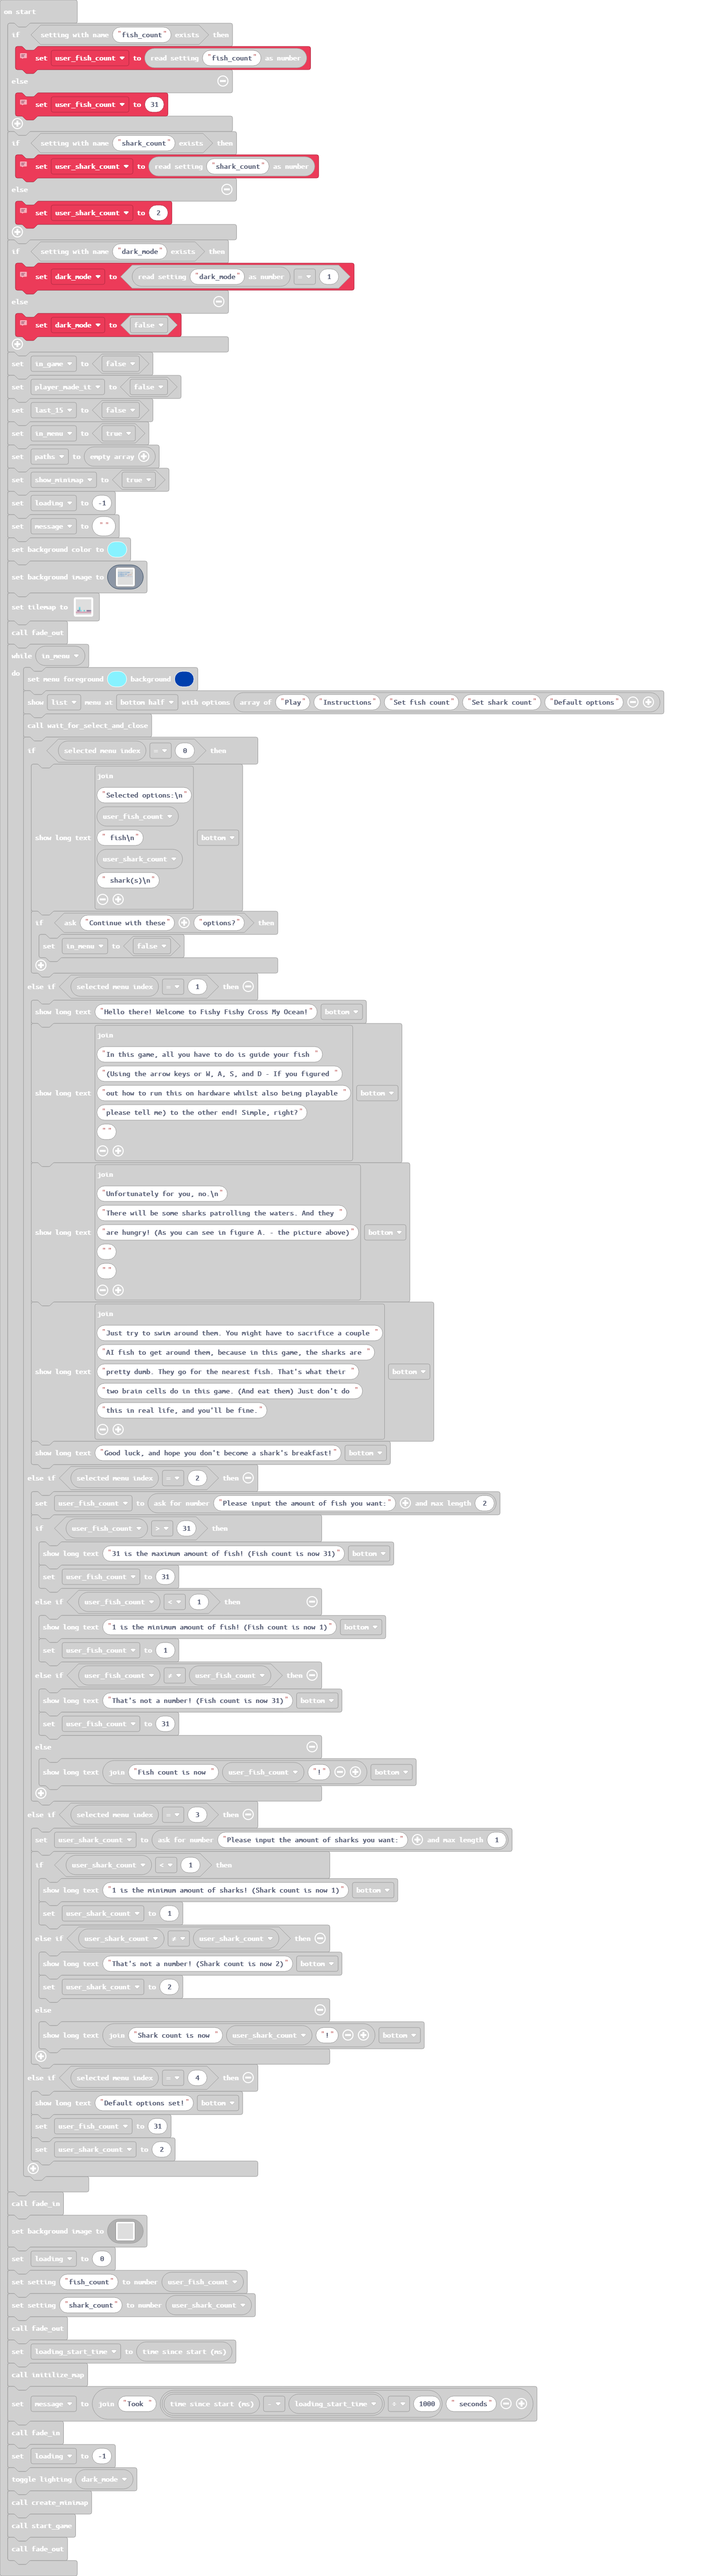 on start
if setting with name "fish_count" exists then
set user_fish_count to read setting "fish_count" as number
else
set user_fish_count to 31
if setting with name "shark_count" exists then
set user_shark_count to read setting "shark_count" as number
else
set user_shark_count to 2
if setting with name "dark_mode" exists then
set dark_mode to read setting "dark_mode" as number = 1
else
set dark_mode to false
set in_game to false
set player_made_it to false
set last_15 to false
set in_menu to true
set paths to empty array
set show_minimap to true
set loading to -1
set message to ""
set background color to
set background image to
set tilemap to
call fade_out
while in_menu
do set menu foreground background
show list menu at bottom half with options array of "Play" "Instructions" "Set fish count" "Set shark count" "Default options"
call wait_for_select_and_close
if selected menu index = 0 then
join
"Selected options:\n"
user_fish_count
show long text " fish\n" bottom
user_shark_count
" shark(s)\n"
if ask "Continue with these" "options?" then
set in_menu to false
else if selected menu index = 1 then
show long text "Hello there! Welcome to Fishy Fishy Cross My Ocean!" bottom
join
"In this game, all you have to do is guide your fish "
"(Using the arrow keys or W, A, S, and D - If you figured "
show long text "out how to run this on hardware whilst also being playable " bottom
"please tell me) to the other end! Simple, right?"
""
join
"Unfortunately for you, no.\n"
"There will be some sharks patrolling the waters. And they "
show long text "are hungry! (As you can see in figure A. - the picture above)" bottom
""
""
join
"Just try to swim around them. You might have to sacrifice a couple "
"AI fish to get around them, because in this game, the sharks are "
show long text "pretty dumb. They go for the nearest fish. That's what their " bottom
"two brain cells do in this game. (And eat them) Just don't do "
"this in real life, and you'll be fine."
show long text "Good luck, and hope you don't become a shark's breakfast!" bottom
else if selected menu index = 2 then
set user_fish_count to ask for number "Please input the amount of fish you want:" and max length 2
if user_fish_count > 31 then
show long text "31 is the maximum amount of fish! (Fish count is now 31)" bottom
set user_fish_count to 31
else if user_fish_count < 1 then
show long text "1 is the minimum amount of fish! (Fish count is now 1)" bottom
set user_fish_count to 1
else if user_fish_count ≠ user_fish_count then
show long text "That's not a number! (Fish count is now 31)" bottom
set user_fish_count to 31
else
show long text join "Fish count is now " user_fish_count "!" bottom
else if selected menu index = 3 then
set user_shark_count to ask for number "Please input the amount of sharks you want:" and max length 1
if user_shark_count < 1 then
show long text "1 is the minimum amount of sharks! (Shark count is now 1)" bottom
set user_shark_count to 1
else if user_shark_count ≠ user_shark_count then
show long text "That's not a number! (Shark count is now 2)" bottom
set user_shark_count to 2
else
show long text join "Shark count is now " user_shark_count "!" bottom
else if selected menu index = 4 then
show long text "Default options set!" bottom
set user_fish_count to 31
set user_shark_count to 2
call fade_in
set background image to
set loading to 0
set setting "fish_count" to number user_fish_count
set setting "shark_count" to number user_shark_count
call fade_out
set loading_start_time to time since start (ms)
call initilize_map
set message to join "Took " time since start (ms) - loading_start_time ÷ 1000 " seconds"
call fade_in
set loading to -1
toggle lighting dark_mode
call create_minimap
call start_game
call fade_out